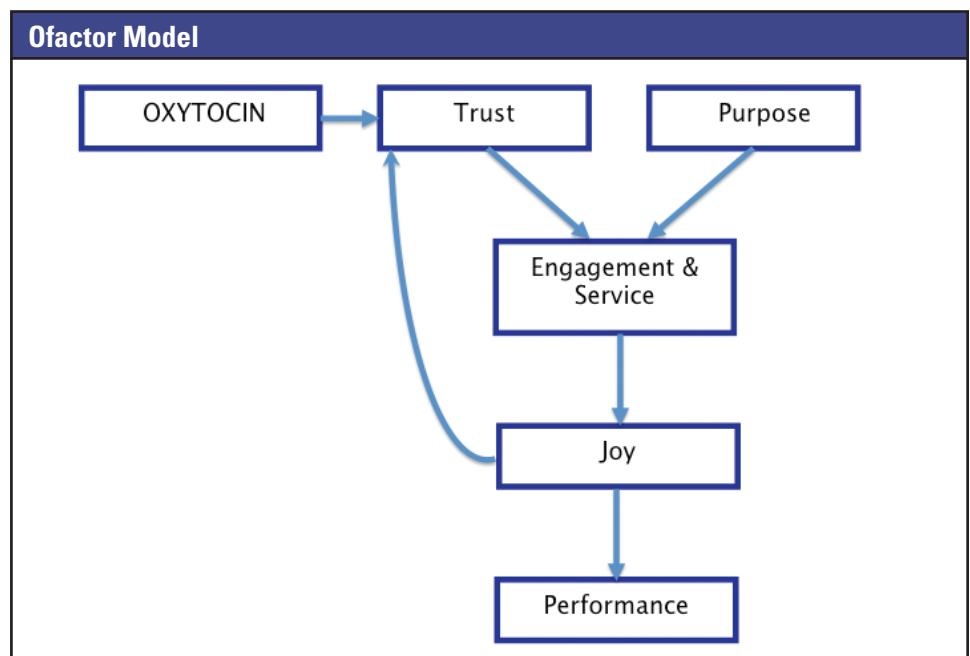 Ofactor Model
OXYTOCIN
Trust
Purpose
Engagement &
Service
Joy
Performance